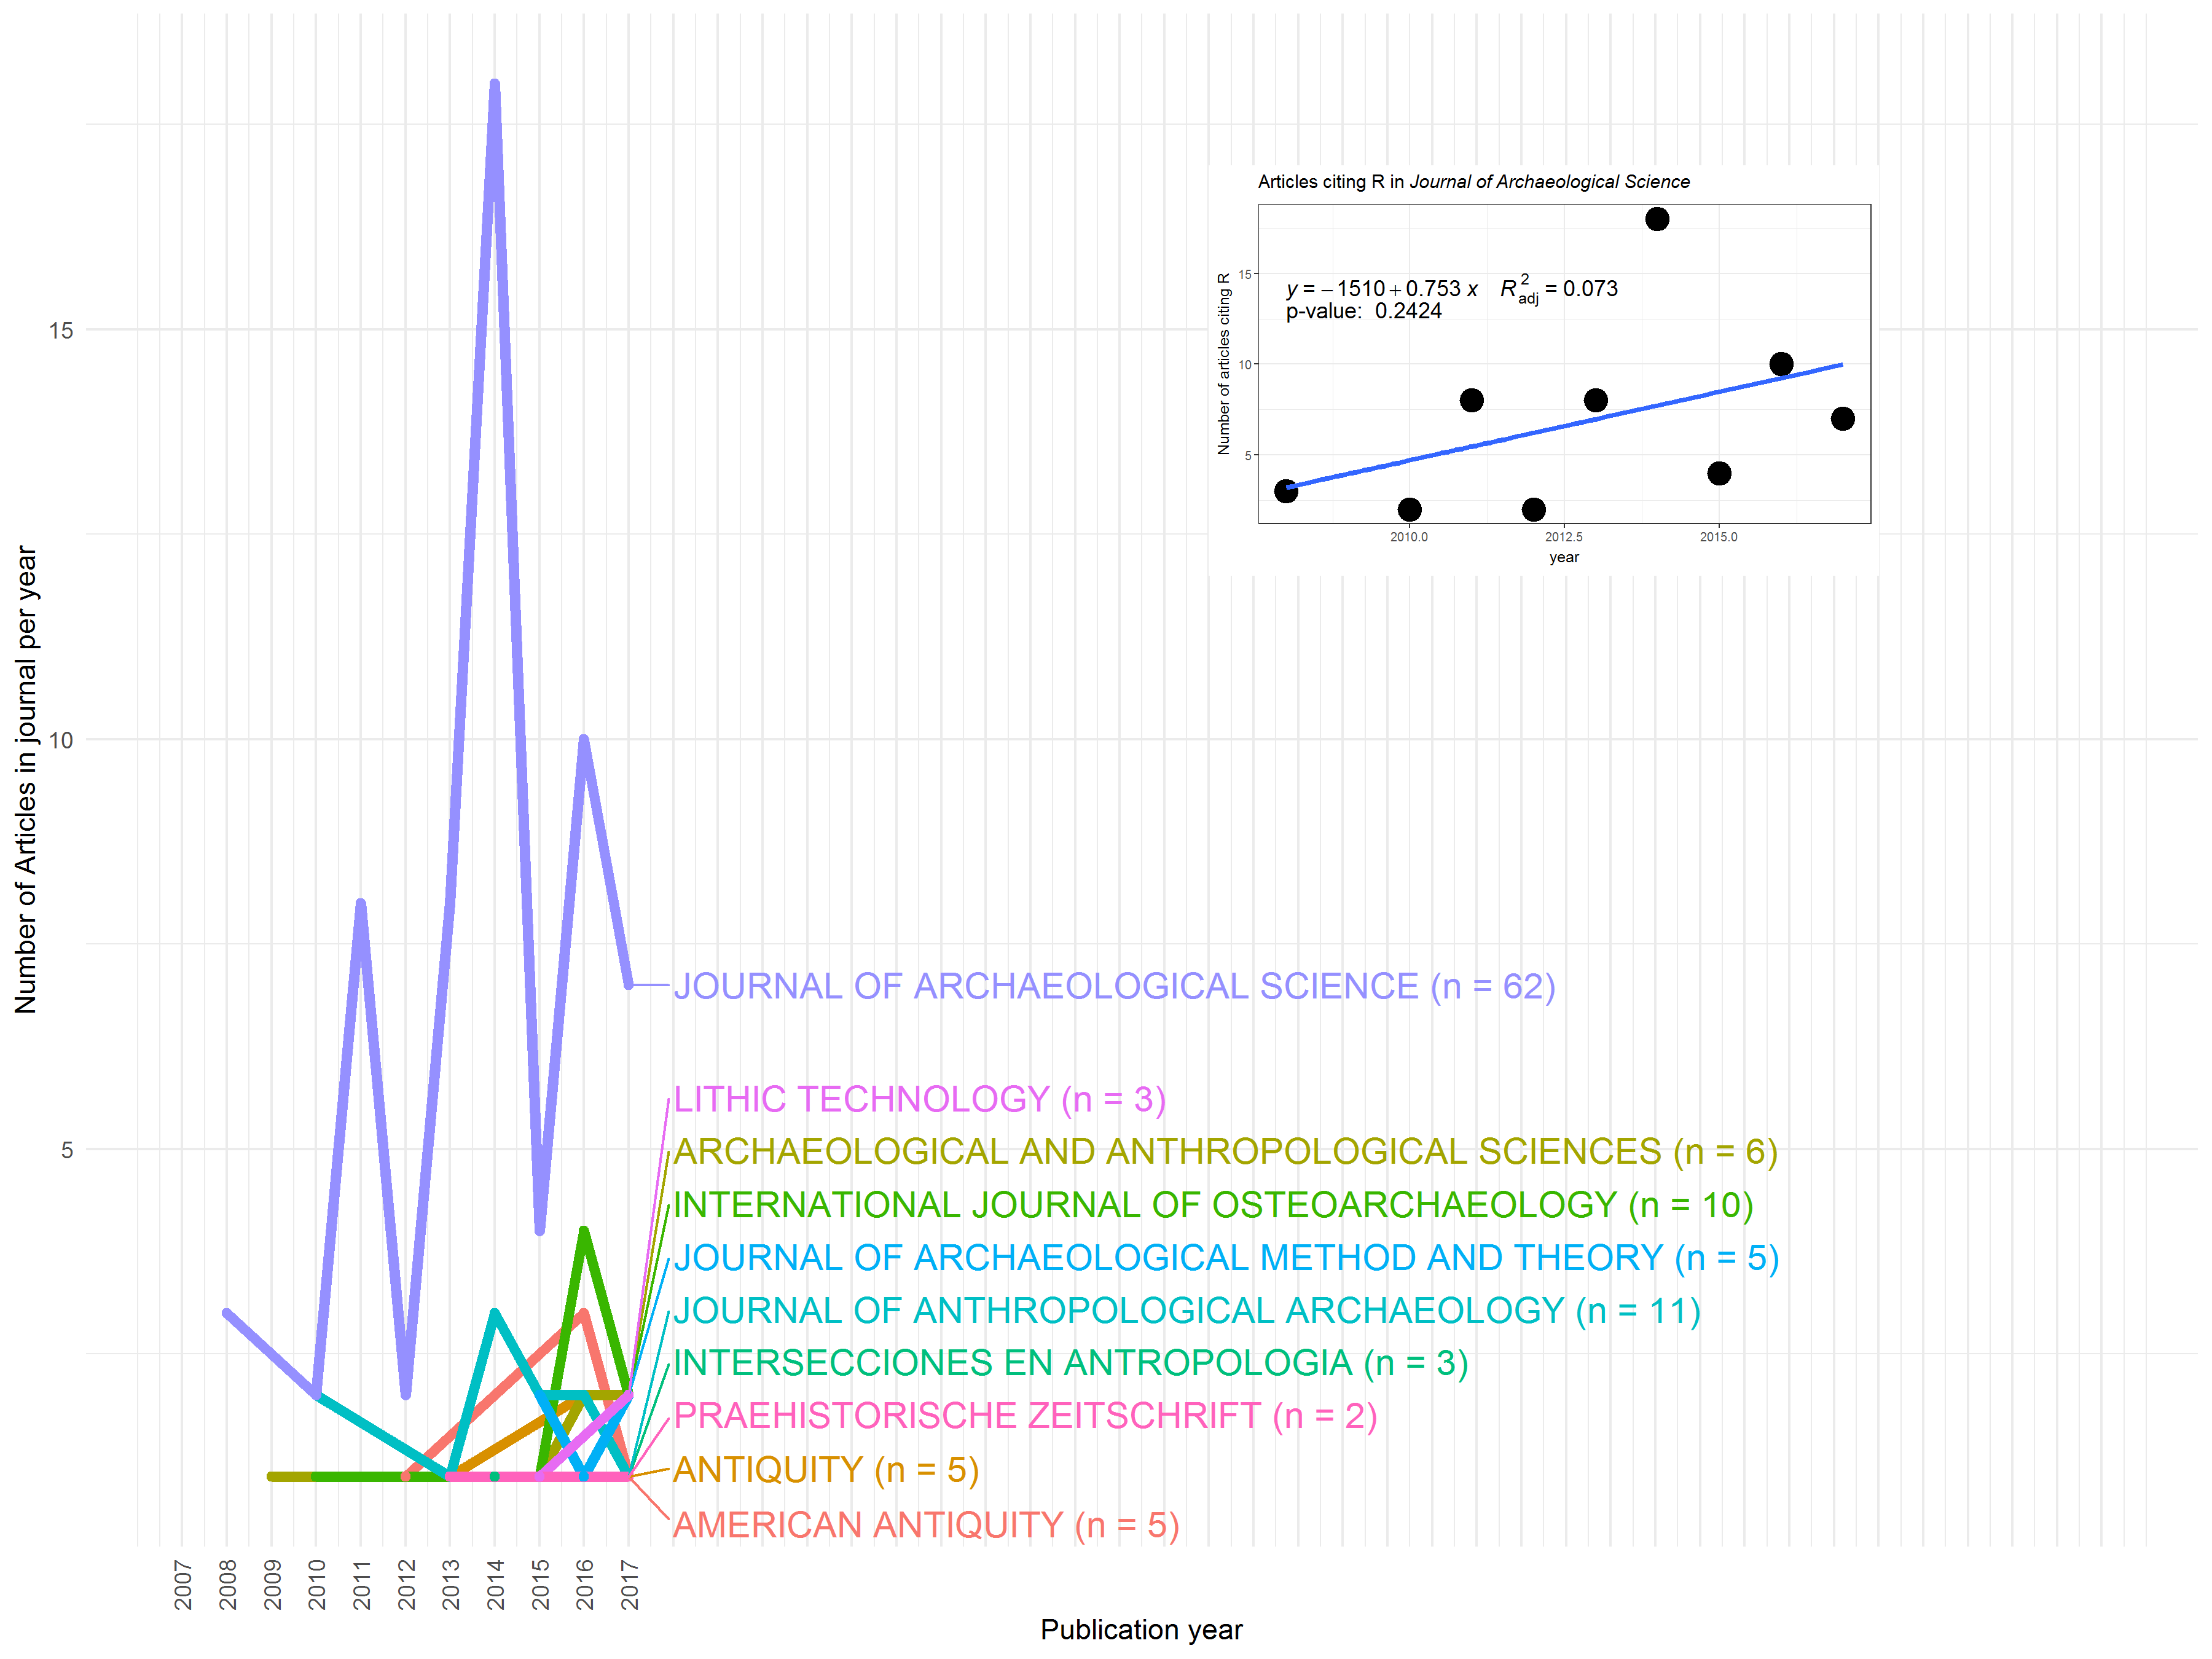 Number of Articles in journal per year
15
10
5
Articles citing R in Journal of Archaeological Science
Number of articles citing R
15
10
5
y = −1510 + 0.753 x R²adj = 0.073
p-value: 0.2424
2010.0 2012.5 2015.0
year
JOURNAL OF ARCHAEOLOGICAL SCIENCE (n = 62)
LITHIC TECHNOLOGY (n = 3)
ARCHAEOLOGICAL AND ANTHROPOLOGICAL SCIENCES (n = 6)
INTERNATIONAL JOURNAL OF OSTEOARCHAEOLOGY (n = 10)
JOURNAL OF ARCHAEOLOGICAL METHOD AND THEORY (n = 5)
JOURNAL OF ANTHROPOLOGICAL ARCHAEOLOGY (n = 11)
INTERSECCIONES EN ANTROPOLOGIA (n = 3)
PRAEHISTORISCHE ZEITSCHRIFT (n = 2)
ANTIQUITY (n = 5)
AMERICAN ANTIQUITY (n = 5)
2007 2008 2009 2010 2011 2012 2013 2014 2015 2016 2017
Publication year